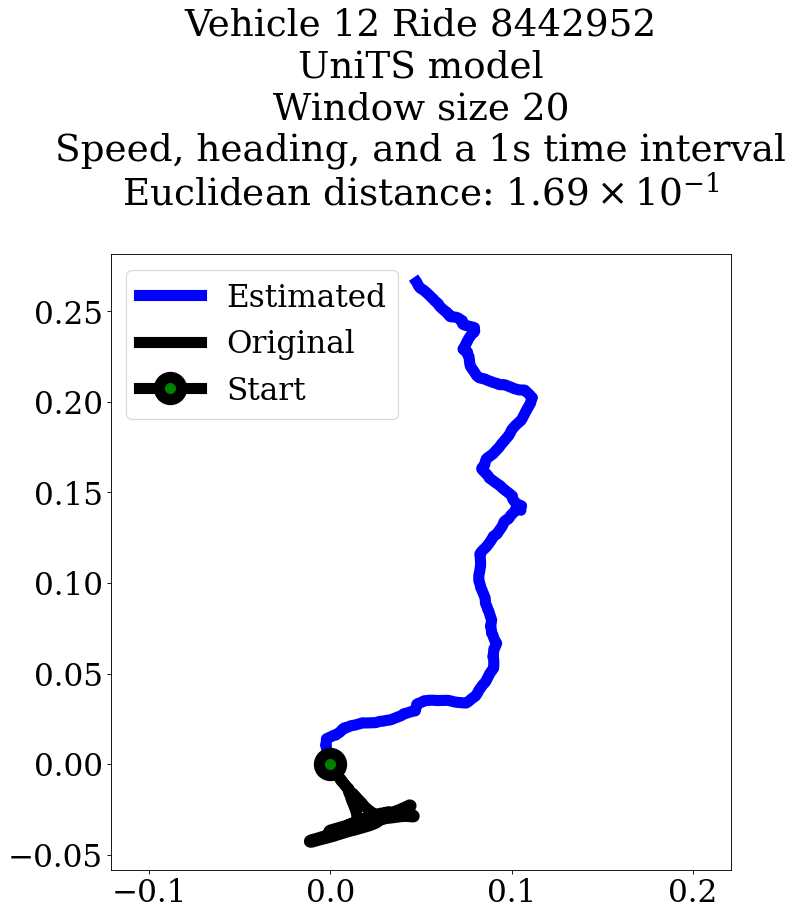 Vehicle 12 Ride 8442952
UniTS model
Window size 20
Speed, heading, and a 1s time interval
Euclidean distance: 1.69 × 10⁻¹
Estimated
Original
Start
0.25
0.20
0.15
0.10
0.05
0.00
−0.05
−0.1 0.0 0.1 0.2